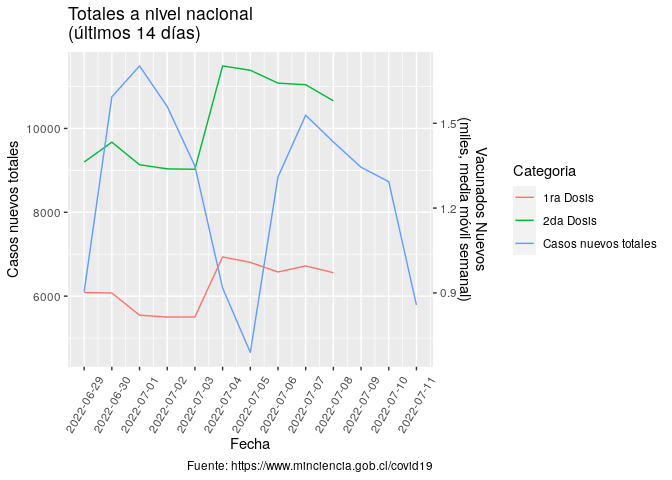 Totales a nivel nacional
(últimos 14 días)
Casos nuevos totales
10000
8000
6000
1.5
1.2
0.9
Vacunados Nuevos
(miles, media móvil semanal)
2022-06-29
2022-06-30
2022-07-01
2022-07-02
2022-07-03
2022-07-04
2022-07-05
2022-07-06
2022-07-07
2022-07-08
2022-07-09
2022-07-10
2022-07-11
Fecha
Categoria
1ra Dosis
2da Dosis
Casos nuevos totales
Fuente: https://www.minciencia.gob.cl/covid19